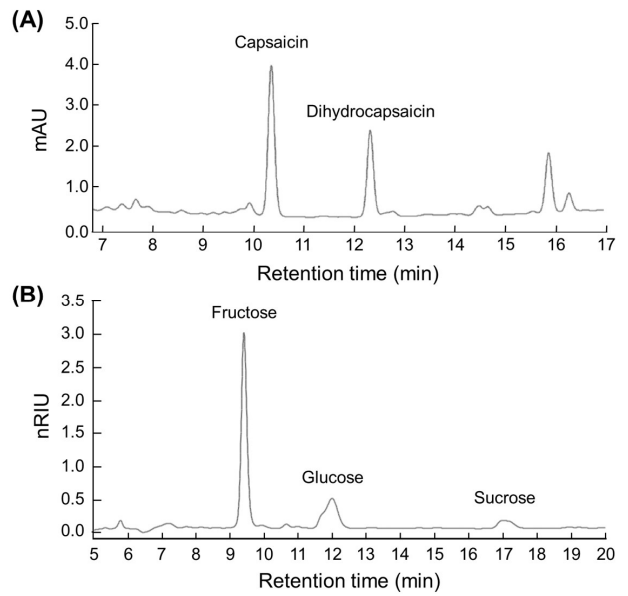 (A)
5.0
4.0
3.0
2.0
1.0
0.0
mAU
Capsaicin
Dihydrocapsaicin
7 8 9 10 11 12 13 14 15 16 17
Retention time (min)
(B)
3.5
3.0
2.5
2.0
1.5
1.0
0.5
0.0
nRIU
Fructose
Glucose
Sucrose
5 6 7 8 9 10 11 12 13 14 15 16 17 18 19 20
Retention time (min)